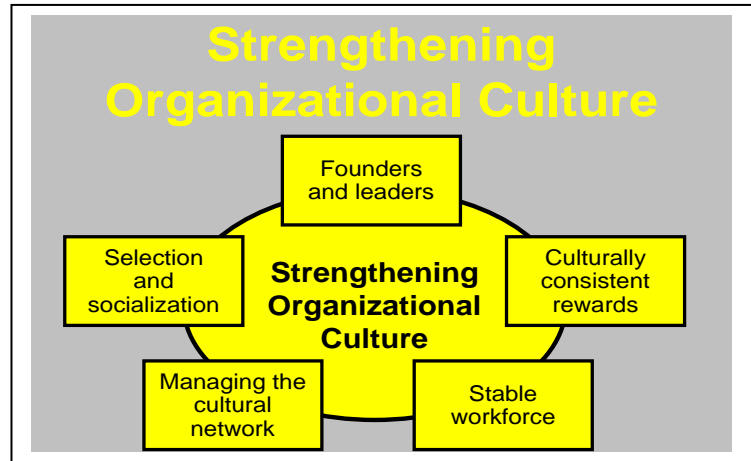 Strengthening
Organizational Culture
Founders
and leaders
Selection
and
socialization
Strengthening
Organizational
Culture
Culturally
consistent
rewards
Managing the
cultural
network
Stable
workforce